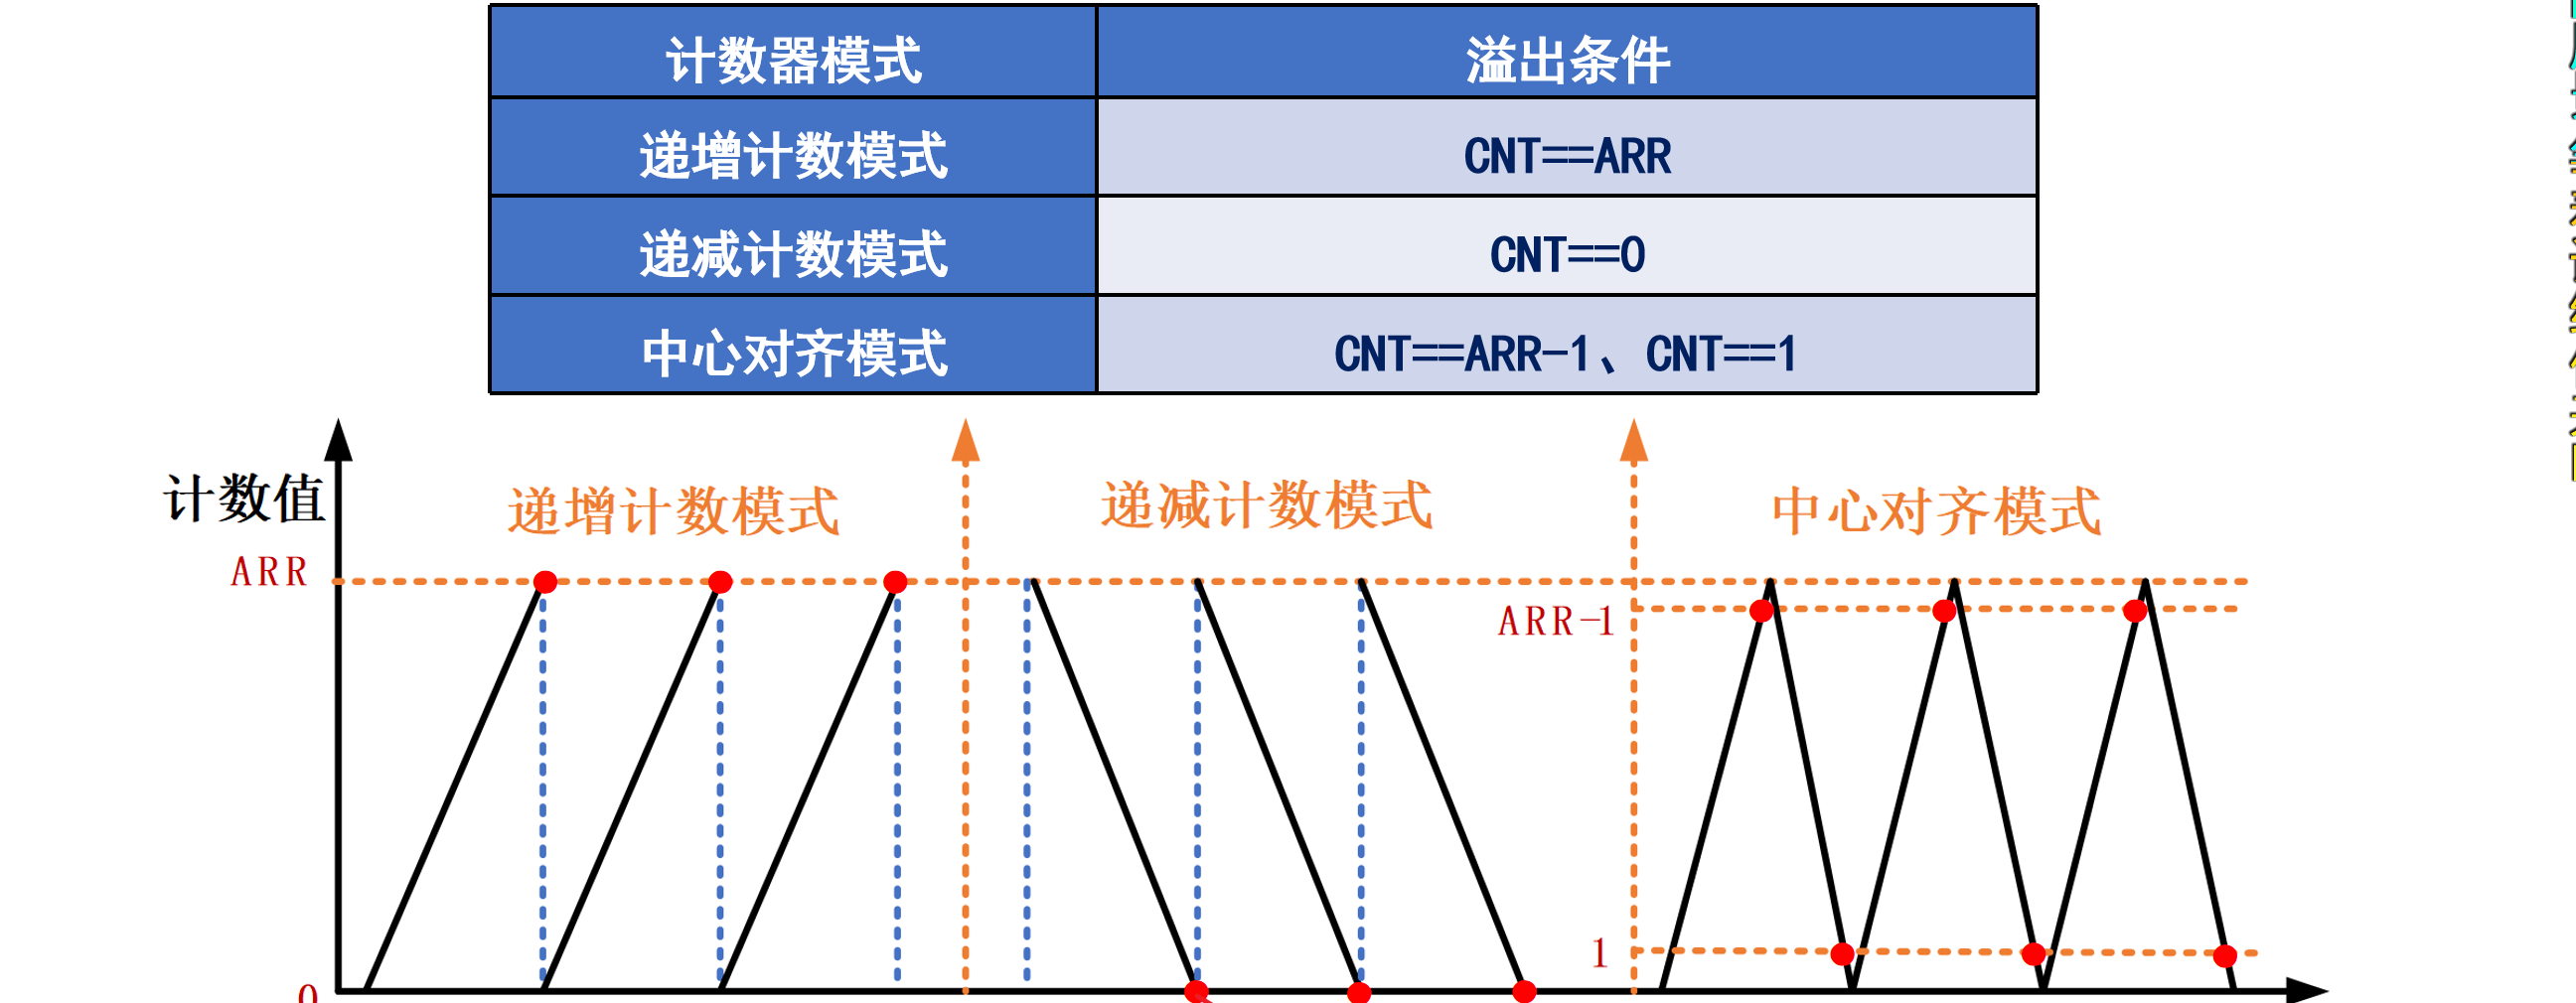 计数器模式 溢出条件
递增计数模式 CNT==ARR
递减计数模式 CNT==0
中心对齐模式 CNT==ARR-1、CNT==1
计数值
递增计数模式 递减计数模式 中心对齐模式
ARR
ARR-1
1
0